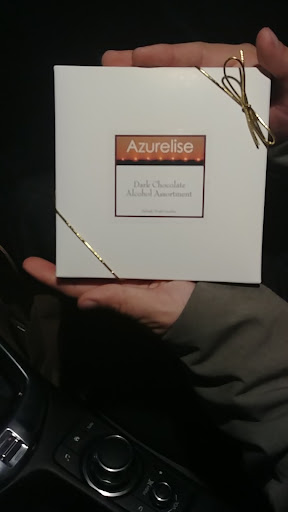 Azurelise
Dark Chocolate
Alcohol Assortment